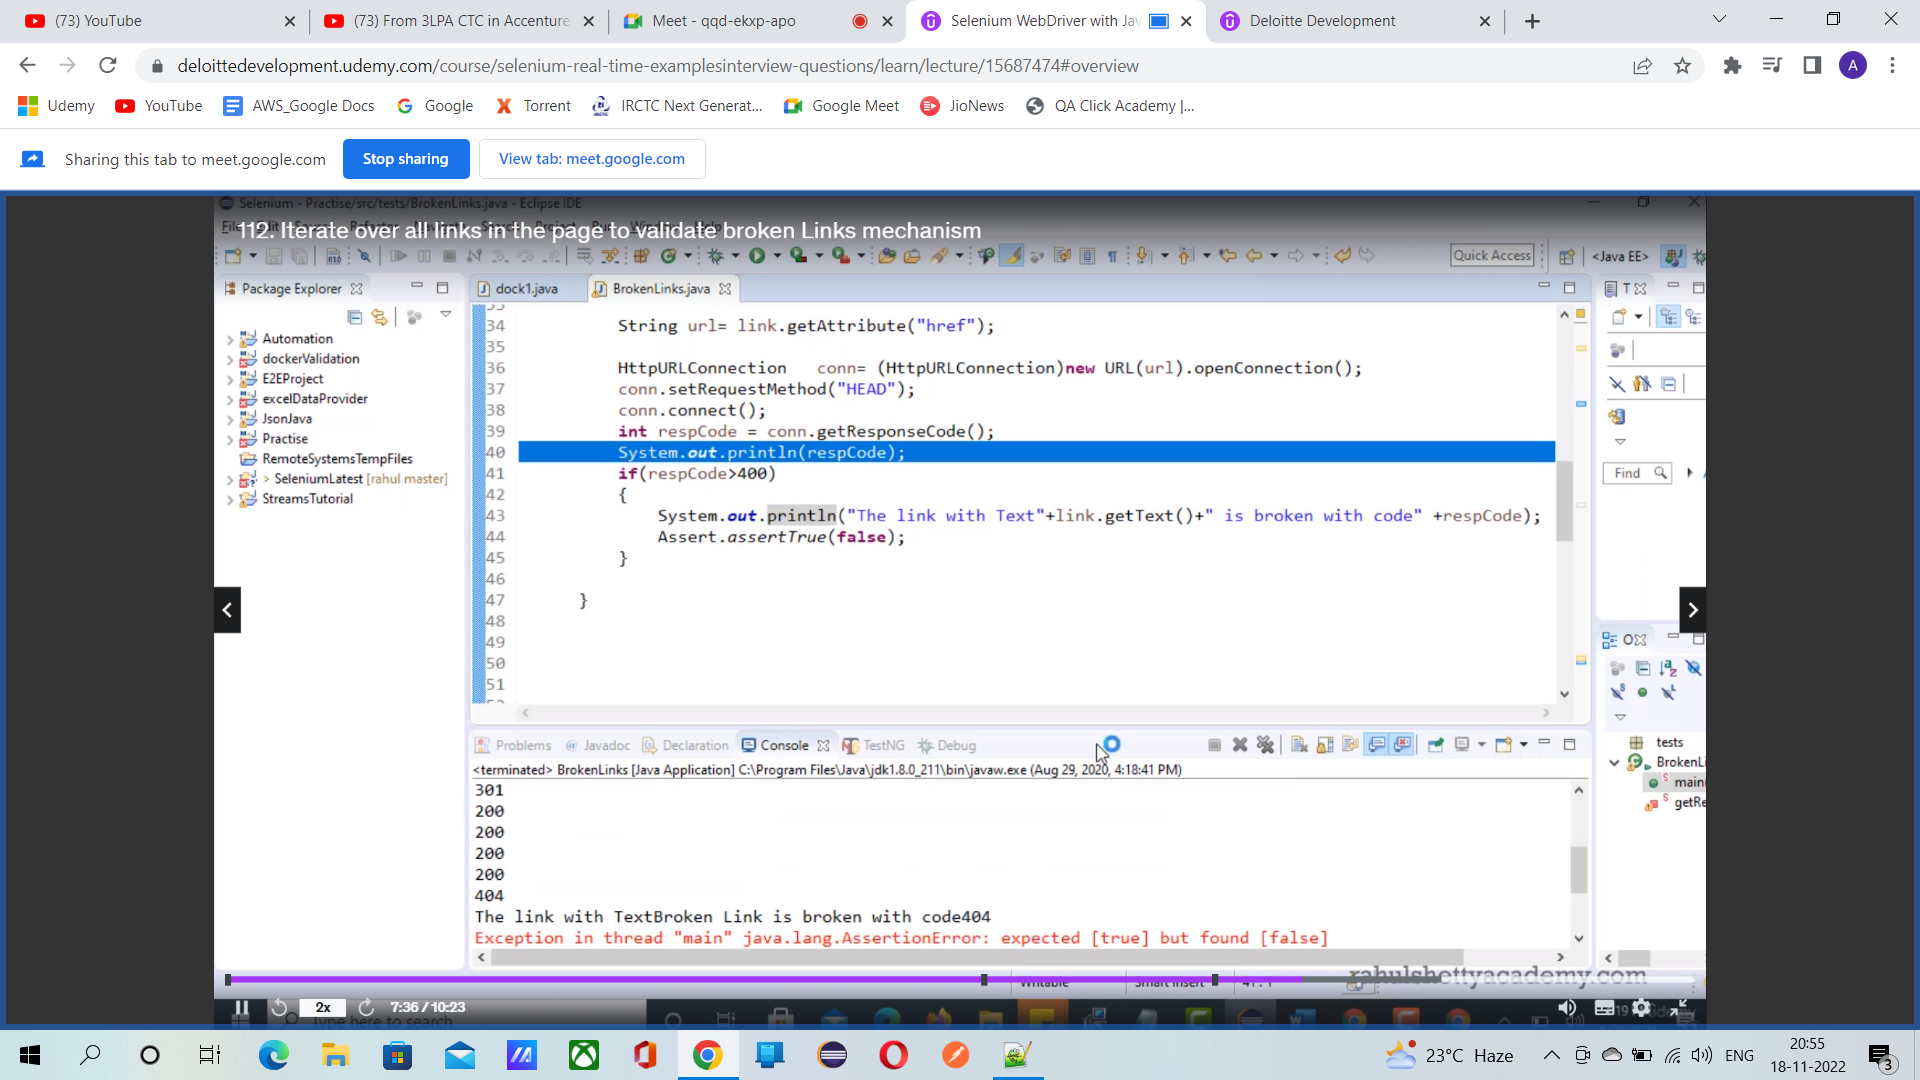 (73) YouTube
(73) From 3LPA CTC in Accenture
Meet - qqd-ekxp-apo
Selenium WebDriver with Jav
Deloitte Development
deloittedevelopment.udemy.com/course/selenium-real-time-examplesinterview-questions/learn/lecture/15687474#overview
A
Udemy
YouTube
AWS_Google Docs
Google
Torrent
IRCTC Next Generat...
Google Meet
JioNews
QA Click Academy |...
Sharing this tab to meet.google.com
Stop sharing
View tab: meet.google.com
Selenium - Practise/src/tests/BrokenLinks.java - Eclipse IDE
112. Iterate over all links in the page to validate broken Links mechanism
Quick Access
<Java EE>
Package Explorer
dock1.java
BrokenLinks.java
Automation
dockerValidation
E2EProject
excelDataProvider
JsonJava
Practise
RemoteSystemsTempFiles
> SeleniumLatest [rahul master]
StreamsTutorial
34 String url= link.getAttribute("href");
35
36 HttpURLConnection conn= (HttpURLConnection)new URL(url).openConnection();
37 conn.setRequestMethod("HEAD");
38 conn.connect();
39 int respCode = conn.getResponseCode();
40 System.out.println(respCode);
41 if(respCode>400)
42 {
43 System.out.println("The link with Text"+link.getText()+" is broken with code" +respCode);
44 Assert.assertTrue(false);
45 }
46
47 }
48
49
50
51
Find
tests
BrokenLi
main
getRe
Problems
Javadoc
Declaration
Console
TestNG
Debug
<terminated> BrokenLinks [Java Application] C:\Program Files\Java\jdk1.8.0_211\bin\javaw.exe (Aug 29, 2020, 4:18:41 PM)
301
200
200
200
200
404
The link with TextBroken Link is broken with code404
Exception in thread "main" java.lang.AssertionError: expected [true] but found [false]
rahulshettyacademy.com
Writable
Smart Insert
2x
7:36 / 10:23
Type here to search
23°C Haze
ENG
20:55
18-11-2022
3